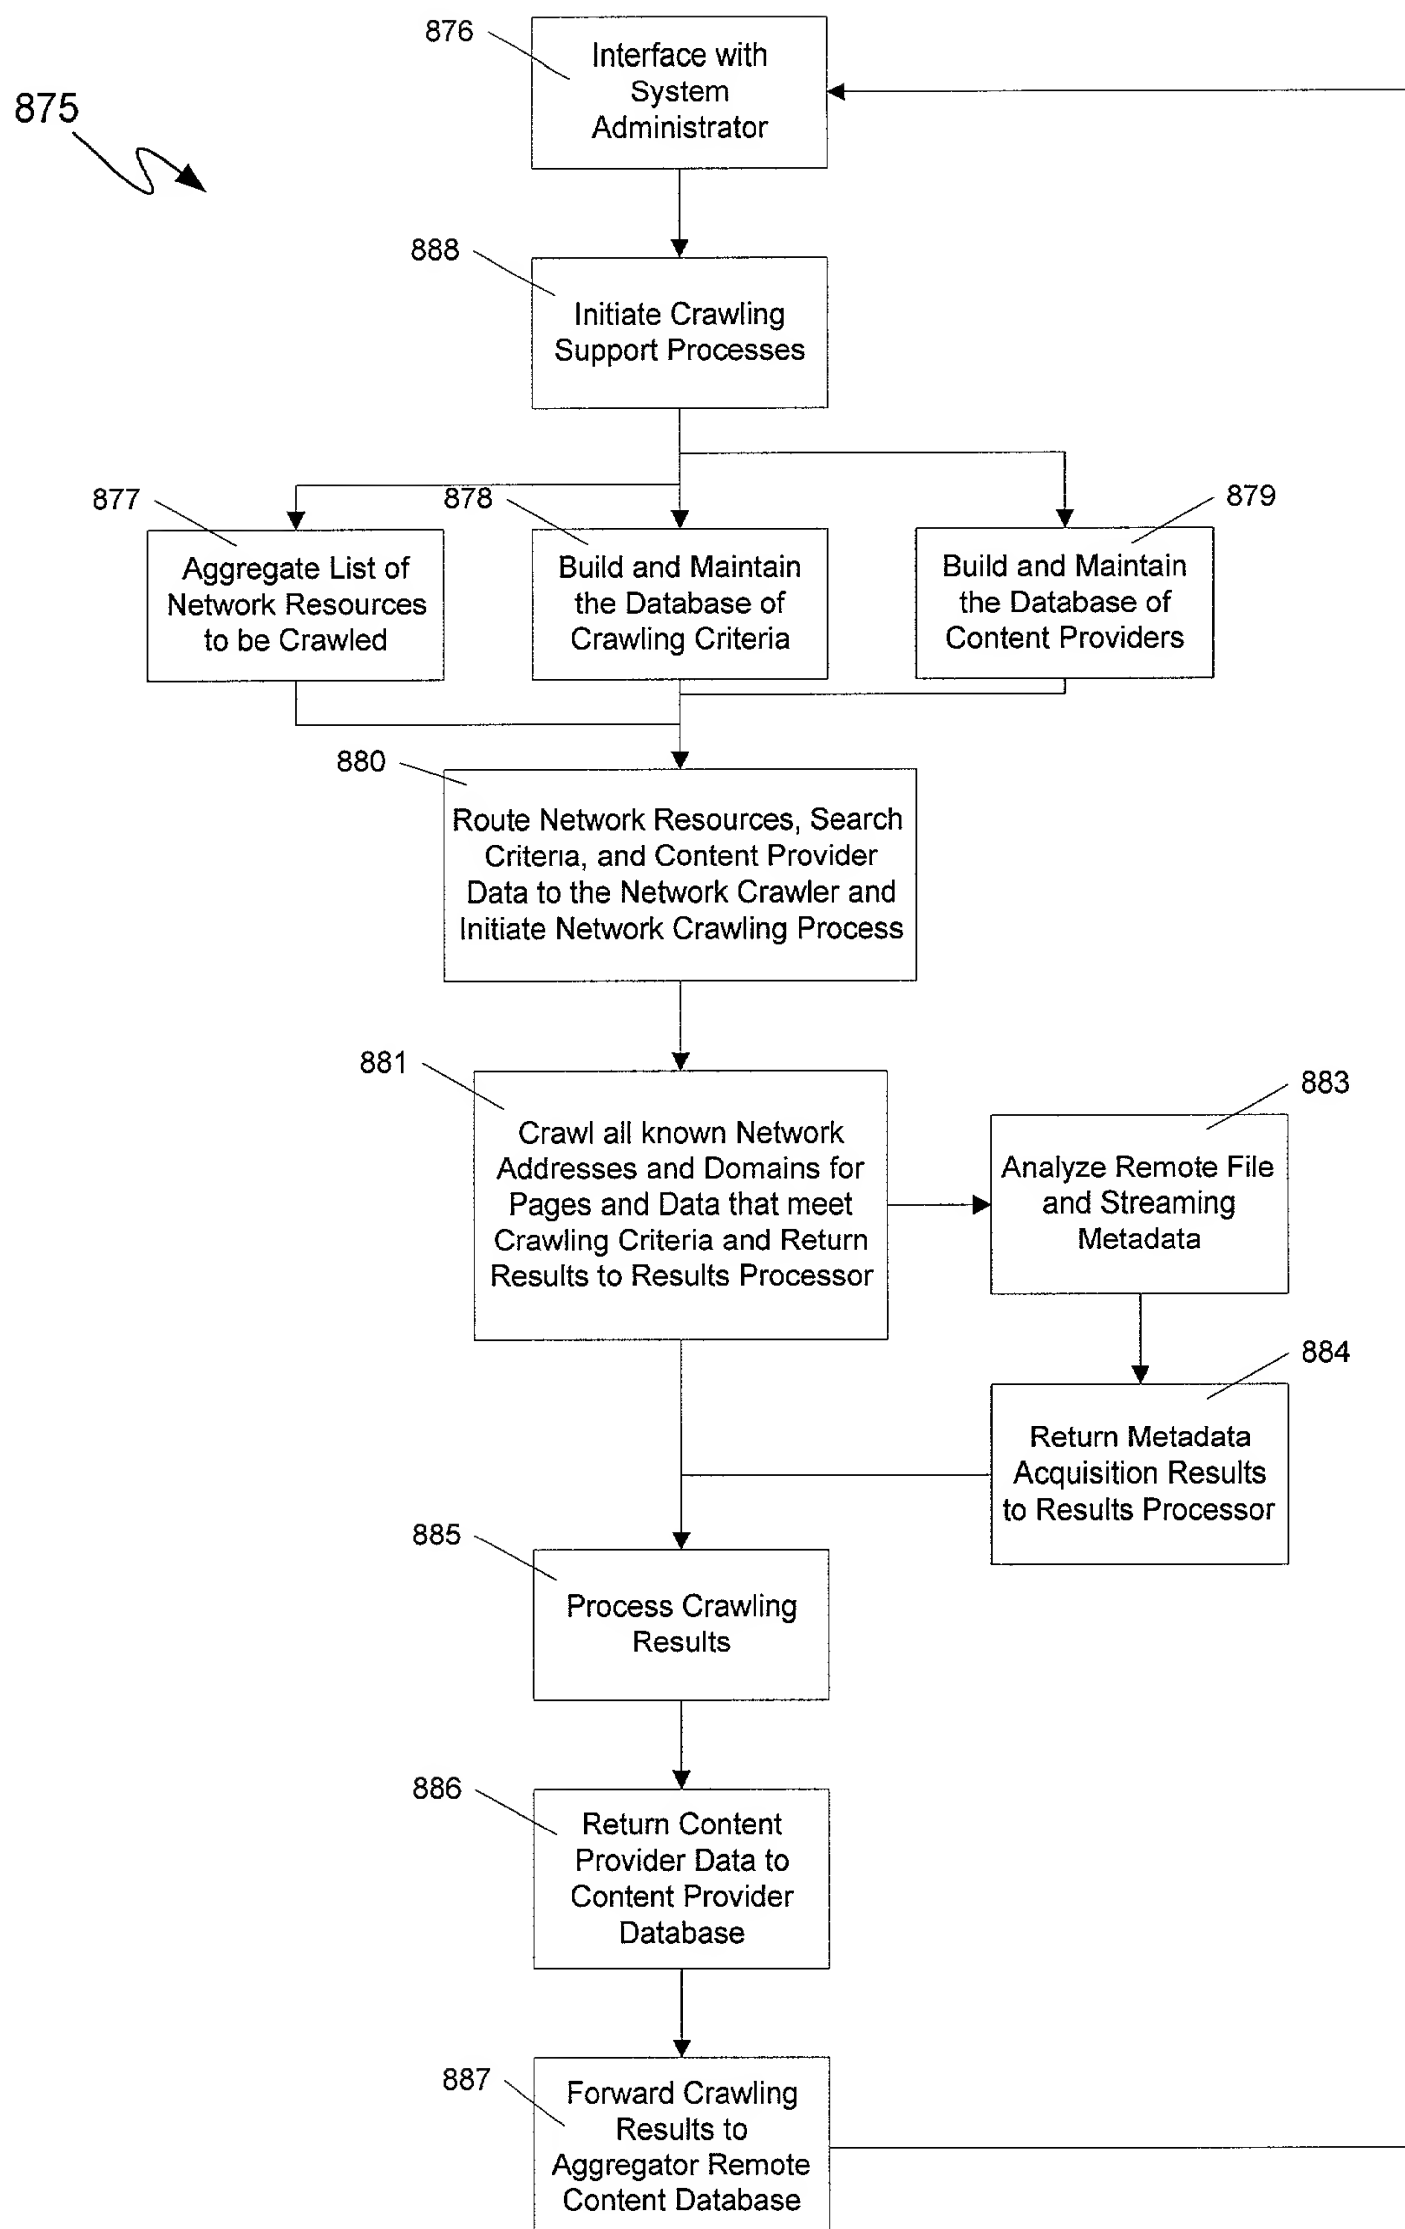 876
Interface with
System
Administrator
875
888
Initiate Crawling
Support Processes
877
878
879
Aggregate List of
Network Resources
to be Crawled
Build and Maintain
the Database of
Crawling Criteria
Build and Maintain
the Database of
Content Providers
880
Route Network Resources, Search
Criteria, and Content Provider
Data to the Network Crawler and
Initiate Network Crawling Process
881
Crawl all known Network
Addresses and Domains for
Pages and Data that meet
Crawling Criteria and Return
Results to Results Processor
883
Analyze Remote File
and Streaming
Metadata
884
Return Metadata
Acquisition Results
to Results Processor
885
Process Crawling
Results
886
Return Content
Provider Data to
Content Provider
Database
887
Forward Crawling
Results to
Aggregator Remote
Content Database